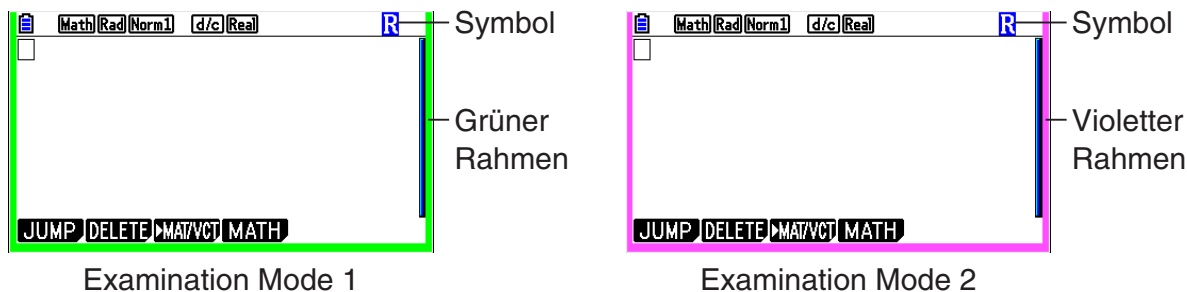 Math Rad Norm1 d/c Real R Symbol
Grüner
Rahmen
JUMP DELETE ►MAT/VCT MATH
Examination Mode 1
Math Rad Norm1 d/c Real R Symbol
Violetter
Rahmen
JUMP DELETE ►MAT/VCT MATH
Examination Mode 2